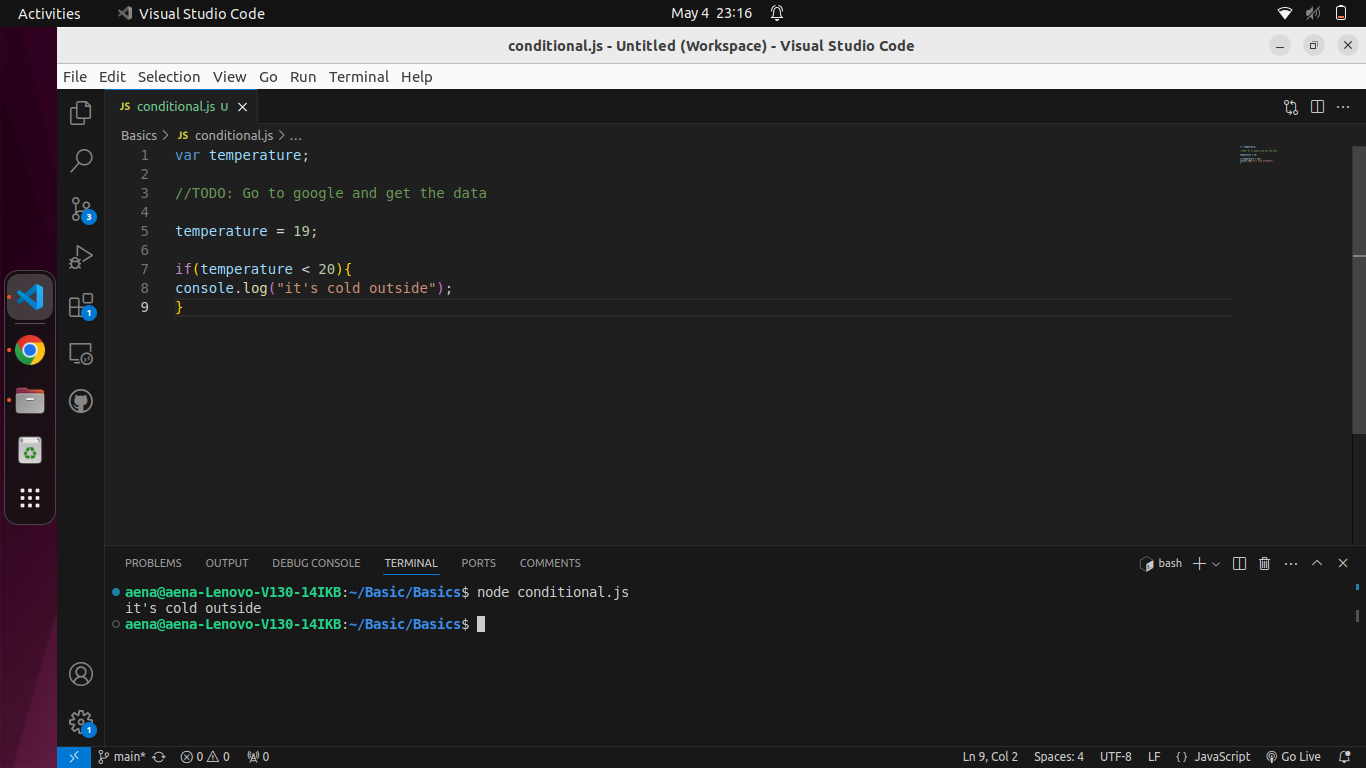 Activities Visual Studio Code May 4 23:16
conditional.js - Untitled (Workspace) - Visual Studio Code
File Edit Selection View Go Run Terminal Help
JS conditional.js U
Basics > JS conditional.js > ...
1 var temperature;
2
3 //TODO: Go to google and get the data
4
5 temperature = 19;
6
7 if(temperature < 20){
8 console.log("it's cold outside");
9 }
3
1
PROBLEMS OUTPUT DEBUG CONSOLE TERMINAL PORTS COMMENTS bash
aena@aena-Lenovo-V130-14IKB:~/Basic/Basics$ node conditional.js
it's cold outside
aena@aena-Lenovo-V130-14IKB:~/Basic/Basics$
1
main* 0 0 0 Ln 9, Col 2 Spaces: 4 UTF-8 LF {} JavaScript Go Live